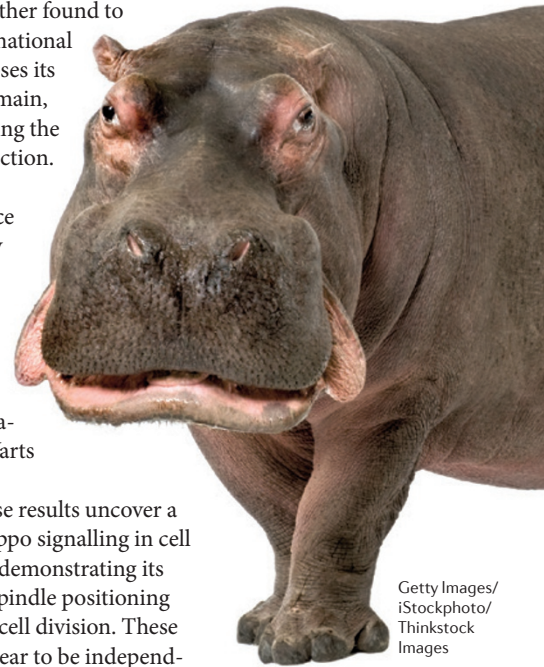 ther found to
national
ses its
main,
ing the
ction.
ce
y
a-
arts
se results uncover a
ppo signalling in cell
demonstrating its
pindle positioning
cell division. These
ear to be independ-
Getty Images/
iStockphoto/
Thinkstock
Images